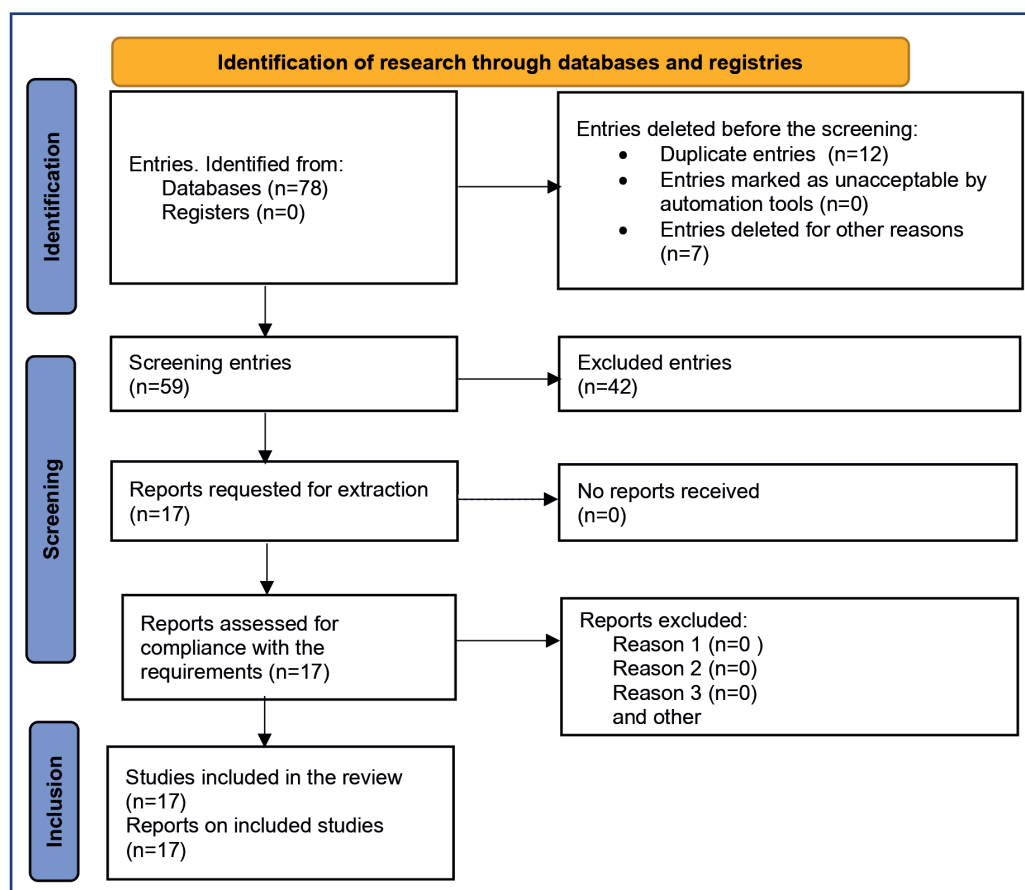 Identification of research through databases and registries
Identification
Entries. Identified from:
Databases (n=78)
Registers (n=0)
Entries deleted before the screening:
• Duplicate entries (n=12)
• Entries marked as unacceptable by
automation tools (n=0)
• Entries deleted for other reasons
(n=7)
Screening
Screening entries
(n=59)
Excluded entries
(n=42)
Reports requested for extraction
(n=17)
No reports received
(n=0)
Reports assessed for
compliance with the
requirements (n=17)
Reports excluded:
Reason 1 (n=0 )
Reason 2 (n=0)
Reason 3 (n=0)
and other
Inclusion
Studies included in the review
(n=17)
Reports on included studies
(n=17)